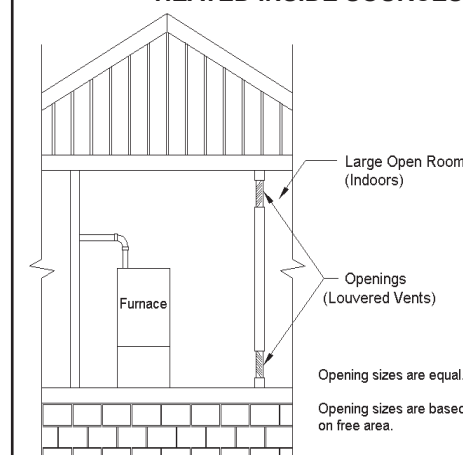 Large Open Room
(Indoors)
Furnace
Openings
(Louvered Vents)
Opening sizes are equal.
Opening sizes are based
on free area.